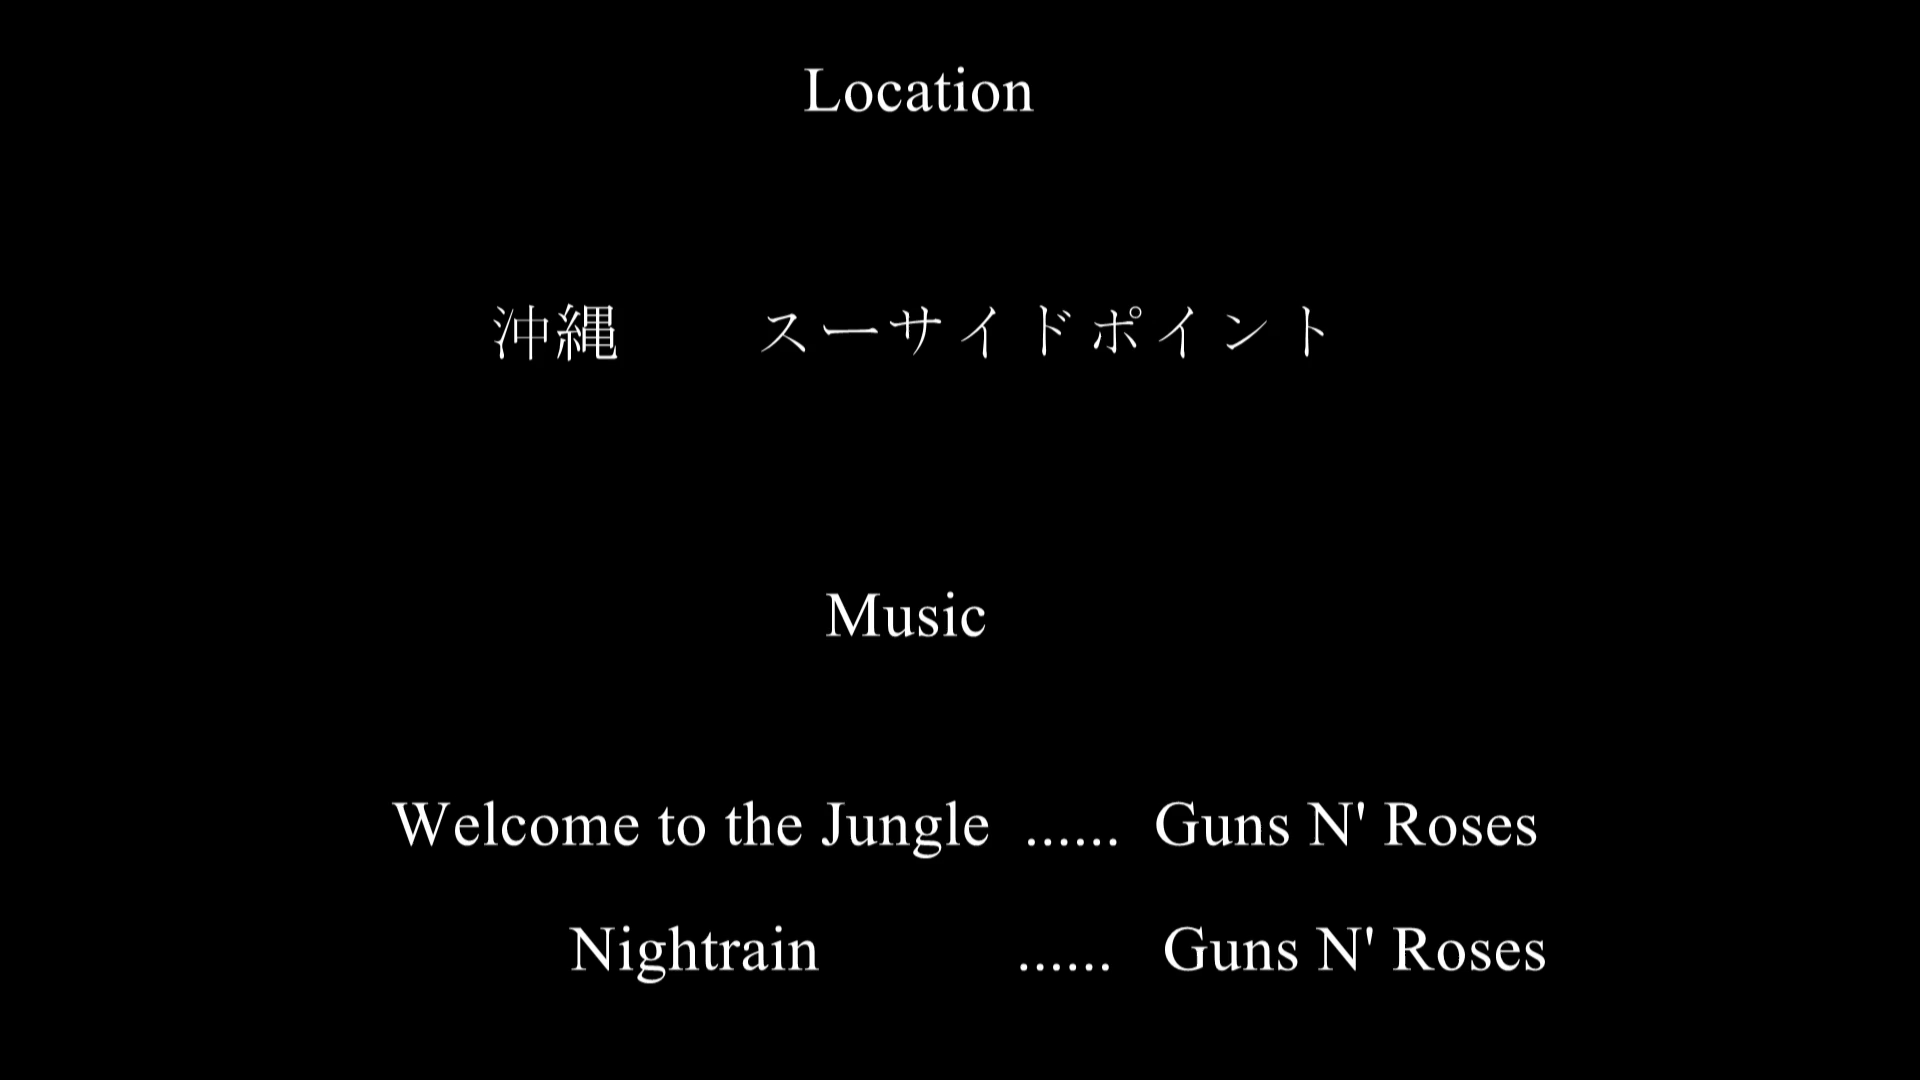 Location
沖縄　　スーサイドポイント
Music
Welcome to the Jungle ...... Guns N' Roses
Nightrain ...... Guns N' Roses